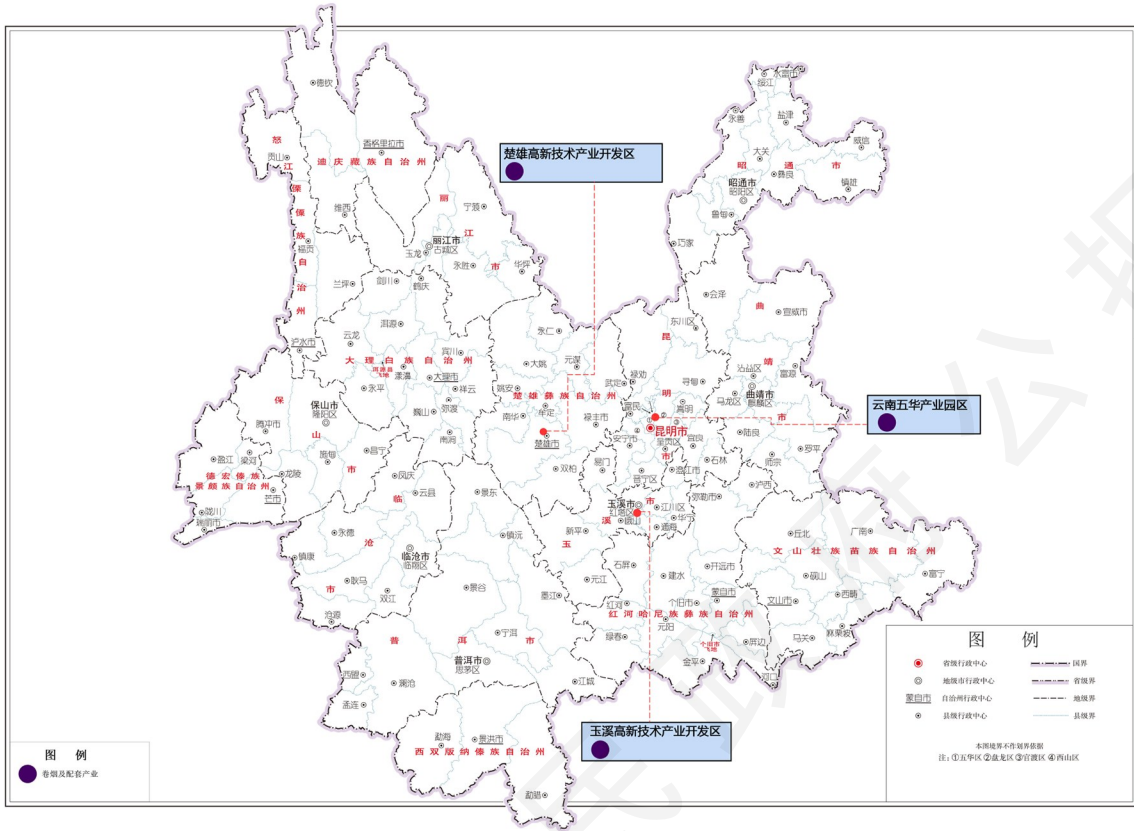 德钦
水富市
绥江
永善
盐津
怒
香格里拉市
威信
楚雄高新技术产业开发区
大关
昭
贡山
江
迪庆藏族自治州
通
市
彝良
镇雄
昭通市
昭阳区
傈
僳
族
自
治
州
丽
江
市
维西
宁蒗
鲁甸
福贡
丽江市
古城区
巧家
玉龙
永胜
华坪
兰坪
剑川
鹤庆
会泽
曲
靖
市
宣威市
昆
明
市
东川区
洱源
永仁
云龙
泸水市
宾川
大姚
元谋
大理白族自治州
沾益区
富源
禄劝
寻甸
漾濞
大理市
武定
曲靖市
麒麟区
马龙区
永平
祥云
姚安
楚雄彝族自治州
保
山
市
保山市
隆阳区
巍山
弥渡
牟定
富民
嵩明
云南五华产业园区
南华
禄丰市
昆明市
陆良
腾冲市
南涧
楚雄市
安宁市
呈贡区
宜良
罗平
昌宁
师宗
盈江
梁河
施甸
双柏
易门
石林
德宏傣族
景颇族自治州
龙陵
凤庆
晋宁区
澄江市
泸西
芒市
临
沧
市
云县
景东
弥勒市
玉溪市
红塔区
江川区
陇川
瑞丽市
峨山
华宁
玉
溪
市
新平
通海
丘北
广南
永德
镇沅
文山壮族苗族自治州
临沧市
临翔区
镇康
石屏
建水
开远市
耿马
元江
砚山
富宁
景谷
双江
墨江
红河
个旧市
蒙自市
文山市
西畴
红河哈尼族彝族自治州
沧源
元阳
麻栗坡
普
洱
市
宁洱
绿春
马关
屏边
普洱市
思茅区
金平
西盟
澜沧
江城
河口
孟连
玉溪高新技术产业开发区
勐海
景洪市
西双版纳傣族自治州
勐腊
图 例
卷烟及配套产业
图 例
省级行政中心
国界
地级市行政中心
省级界
蒙自市
自治州行政中心
地级界
县级行政中心
县级界
本图境界不作划界依据
注：①五华区②盘龙区③官渡区④西山区